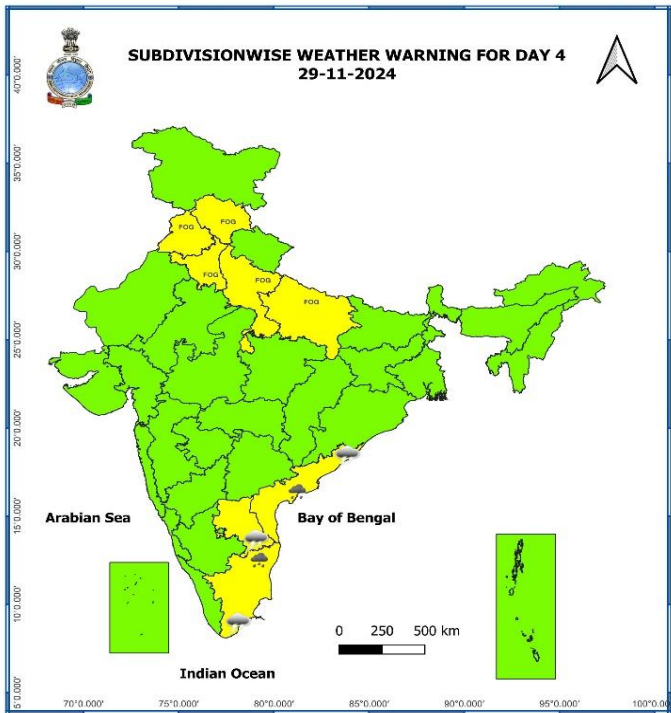 SUBDIVISIONWISE WEATHER WARNING FOR DAY 4
29-11-2024
40°0.000'
35°0.000'
30°0.000'
25°0.000'
20°0.000'
15°0.000'
10°0.000'
5°0.000'
FOG
FOG
FOG
FOG
FOG
Arabian Sea
Bay of Bengal
0 250 500 km
Indian Ocean
70°0.000'
75°0.000'
80°0.000'
85°0.000'
90°0.000'
95°0.000'
100°0.00